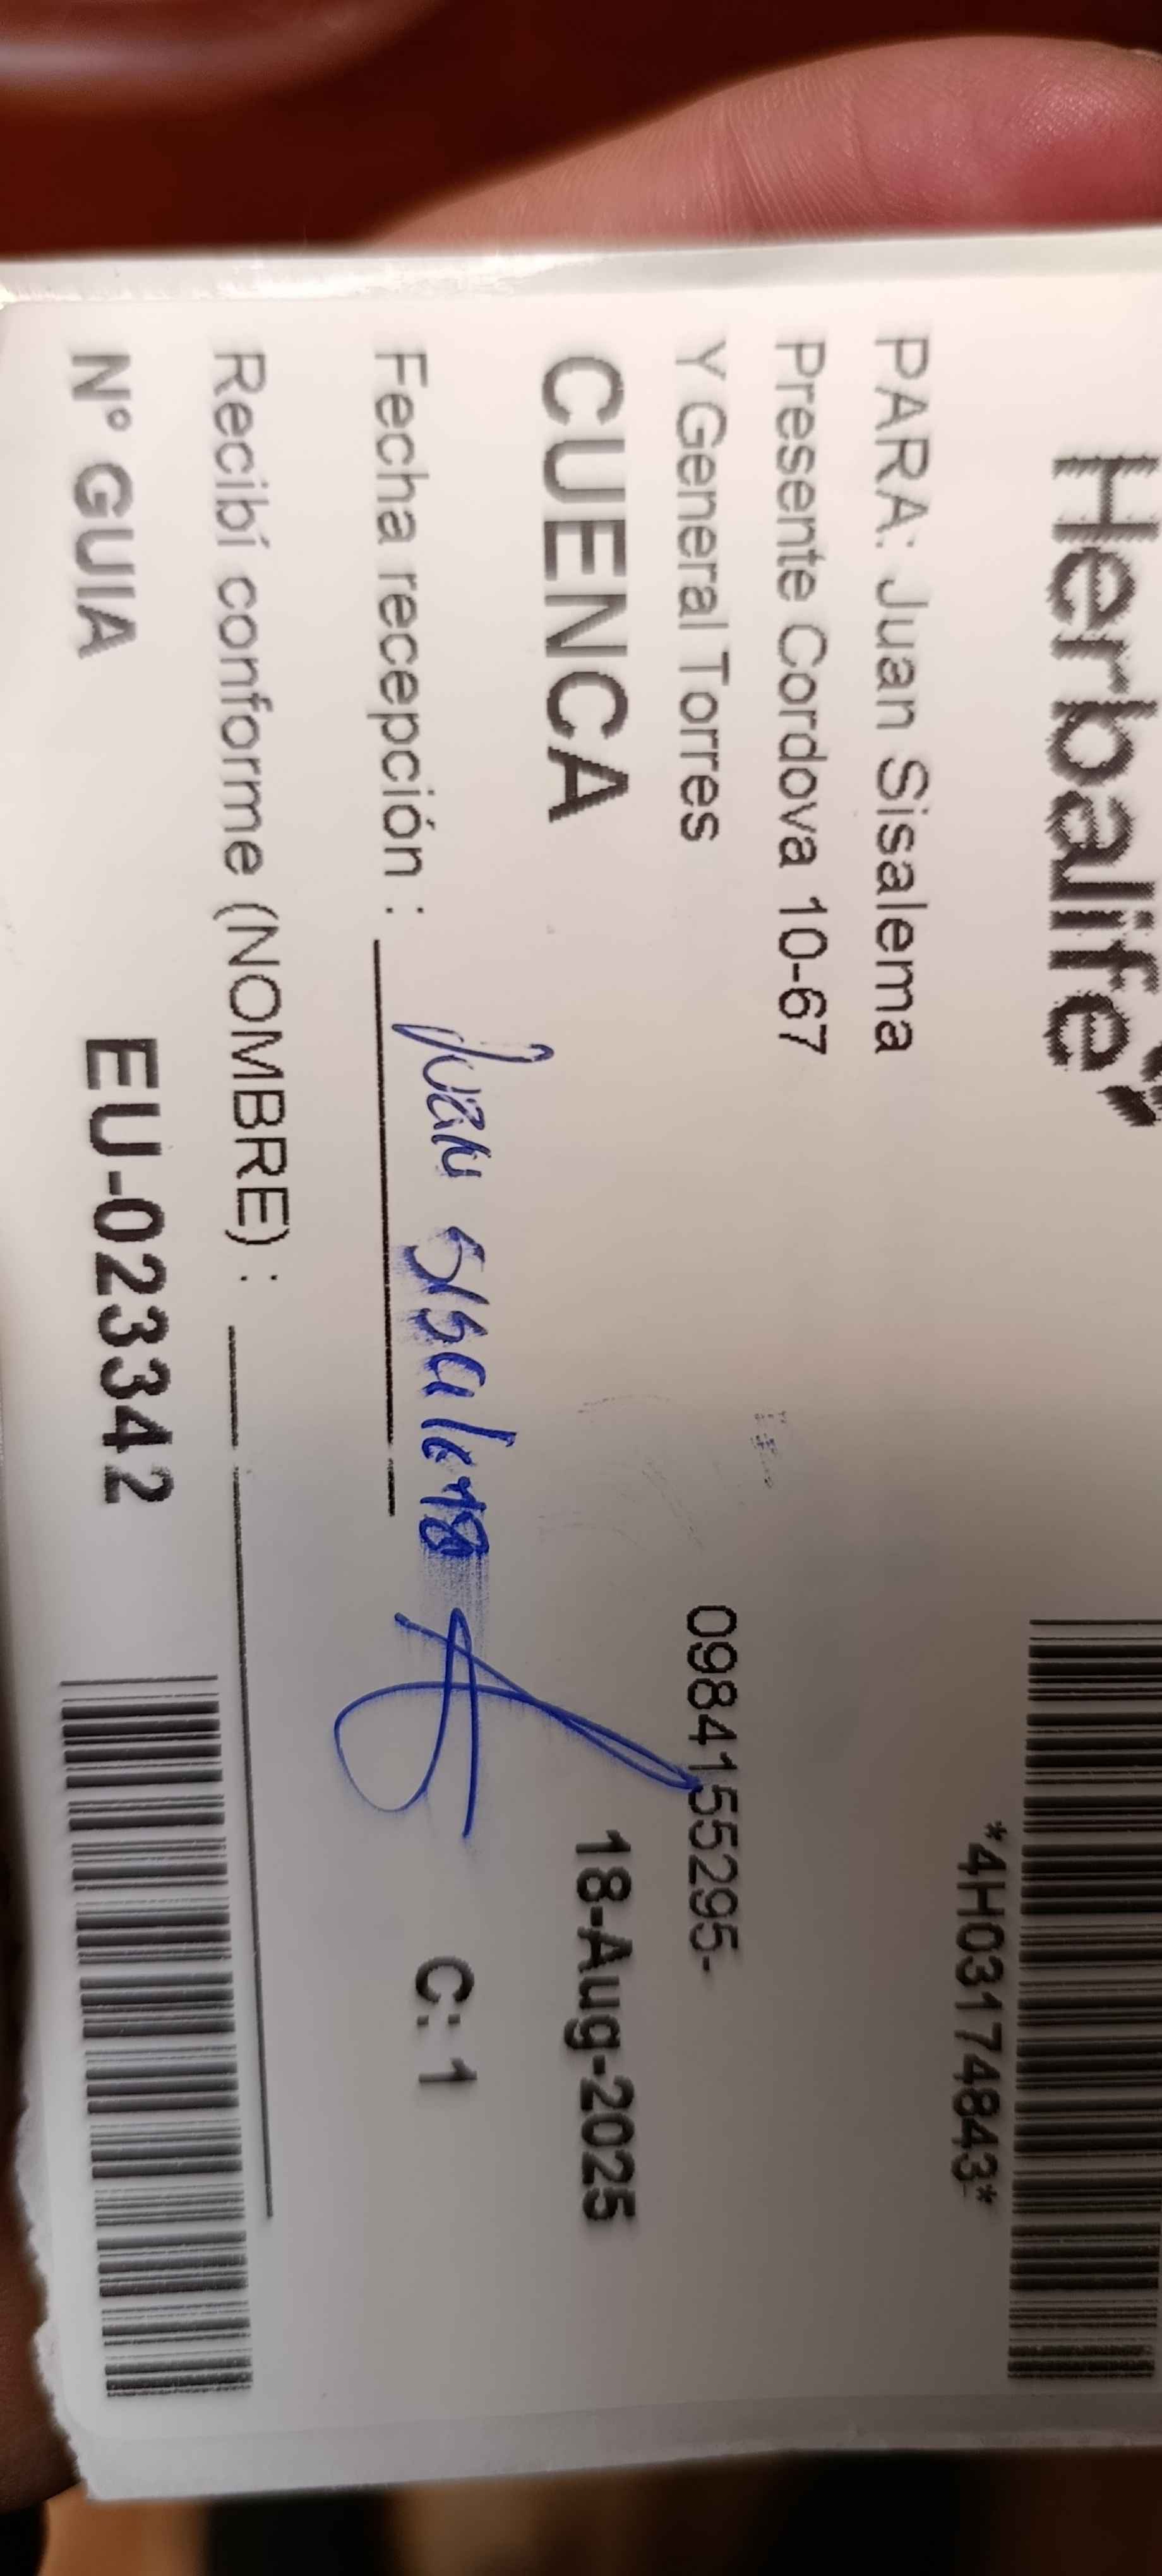 Herbalife
*4H03174843*
PARA: Juan Sisalema
Presente Cordova 10-67
Y General Torres
0984155295-
CUENCA
18-Aug-2025
Fecha recepción :
Juan Sisalema
C: 1
Recibí conforme (NOMBRE) :
N° GUIA
EU-023342